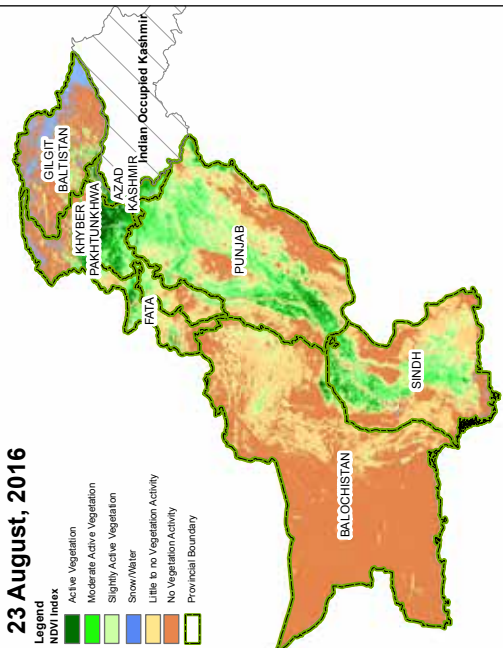 23 August, 2016
Legend
NDVI Index
Active Vegetation
Moderate Active Vegetation
Slightly Active Vegetation
Snow/Water
Little to no Vegetation Activity
No Vegetation Activity
Provincial Boundary
GILGIT
BALTISTAN
KHYBER
PAKHTUNKHWA
AZAD
KASHMIR
Indian Occupied Kashmir
FATA
PUNJAB
BALOCHISTAN
SINDH